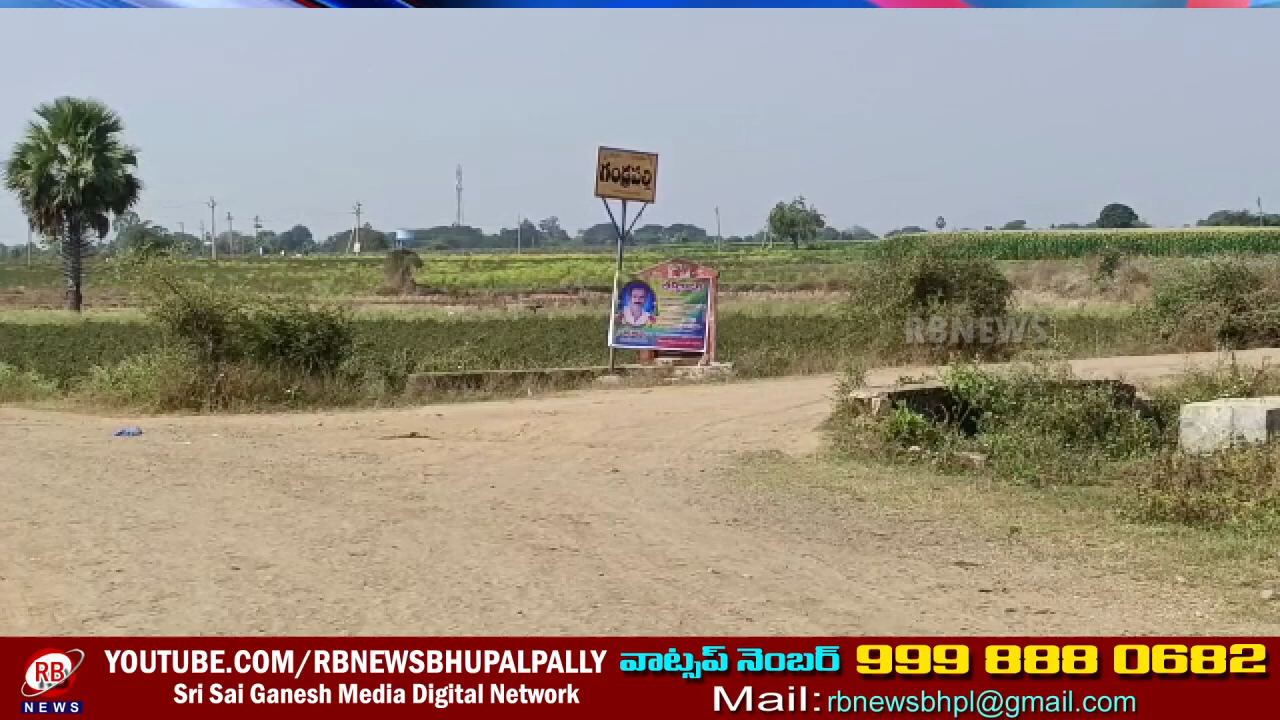 గండ్రపల్లి
RBNEWS
RB
NEWS
YOUTUBE.COM/RBNEWSBHUPALPALLY
Sri Sai Ganesh Media Digital Network
వాట్సప్ నెంబర్ 999 888 0682
Mail: rbnewsbhpl@gmail.com